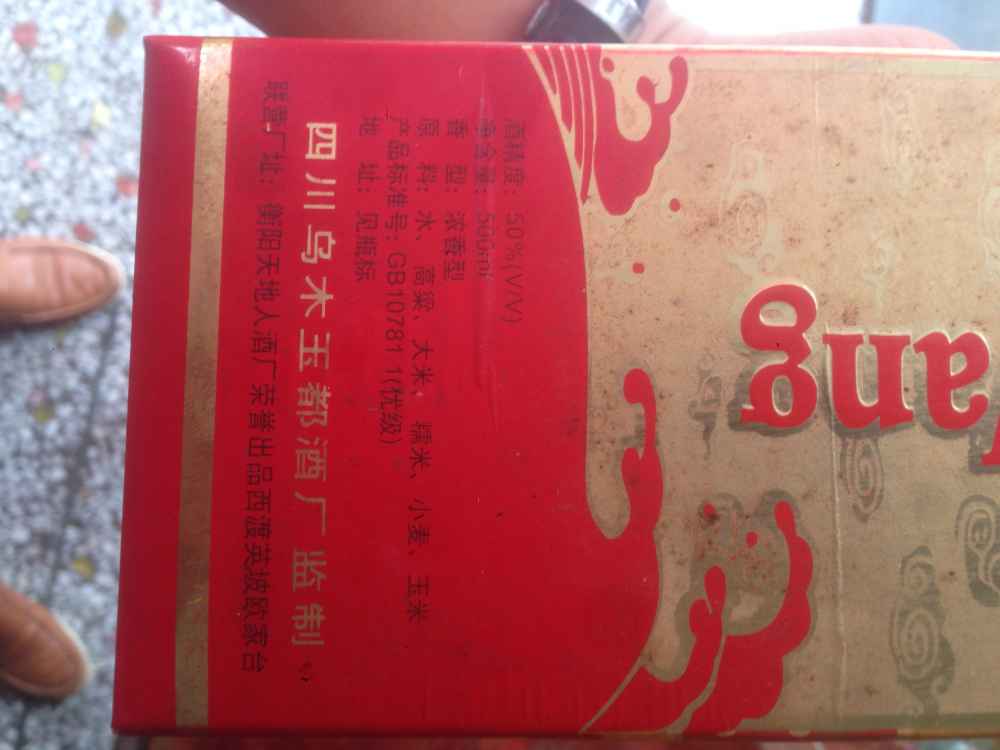 ang
酒精度：50%(V/V)
净含量：500ml
香 型：浓香型
原 料：水、高粱、大米、糯米、小麦、玉米
产品标准号：GB10781.1(优级)
地 址：见瓶标
四川乌木玉都酒厂 监制
联营厂址：衡阳天地人酒厂荣誉出品西渡英坡欧家台